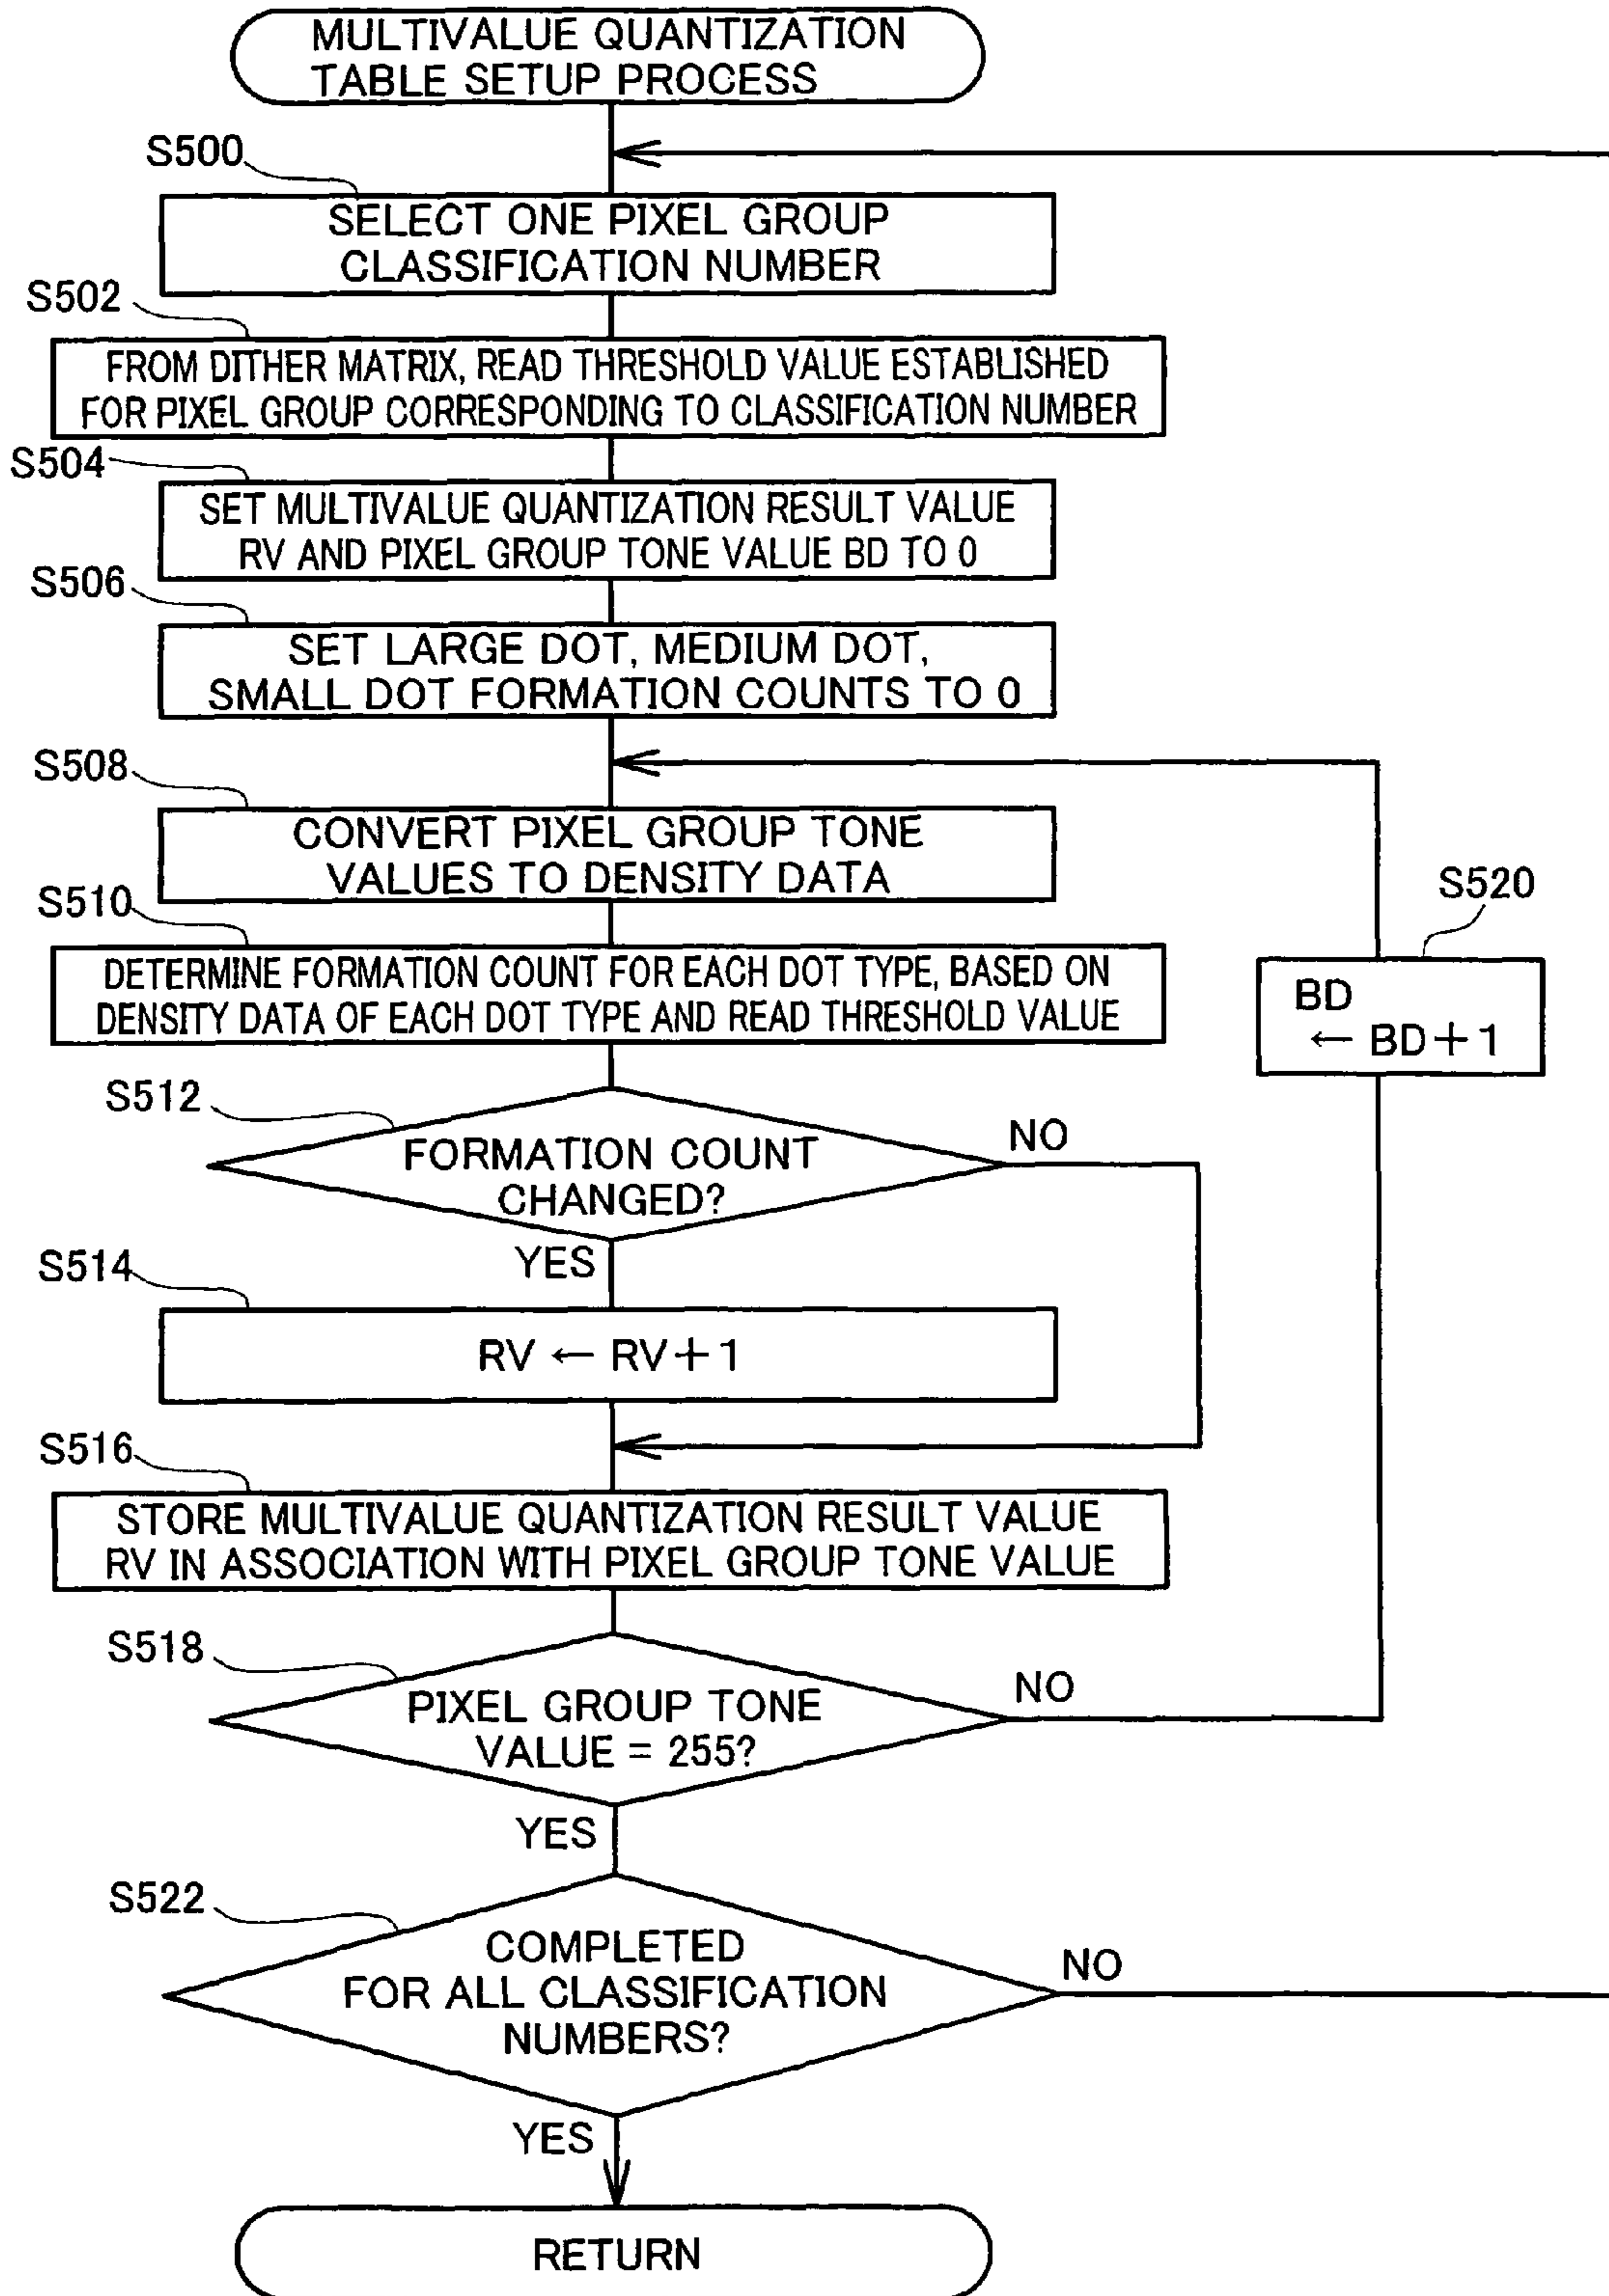 MULTIVALUE QUANTIZATION
TABLE SETUP PROCESS
S500
SELECT ONE PIXEL GROUP
CLASSIFICATION NUMBER
S502
FROM DITHER MATRIX, READ THRESHOLD VALUE ESTABLISHED
FOR PIXEL GROUP CORRESPONDING TO CLASSIFICATION NUMBER
S504
SET MULTIVALUE QUANTIZATION RESULT VALUE
RV AND PIXEL GROUP TONE VALUE BD TO 0
S506
SET LARGE DOT, MEDIUM DOT,
SMALL DOT FORMATION COUNTS TO 0
S508
CONVERT PIXEL GROUP TONE
VALUES TO DENSITY DATA
S510
DETERMINE FORMATION COUNT FOR EACH DOT TYPE, BASED ON
DENSITY DATA OF EACH DOT TYPE AND READ THRESHOLD VALUE
S520
BD
← BD+1
S512
FORMATION COUNT
CHANGED?
NO
YES
S514
RV ← RV+1
S516
STORE MULTIVALUE QUANTIZATION RESULT VALUE
RV IN ASSOCIATION WITH PIXEL GROUP TONE VALUE
S518
PIXEL GROUP TONE
VALUE = 255?
NO
YES
S522
COMPLETED
FOR ALL CLASSIFICATION
NUMBERS?
NO
YES
RETURN